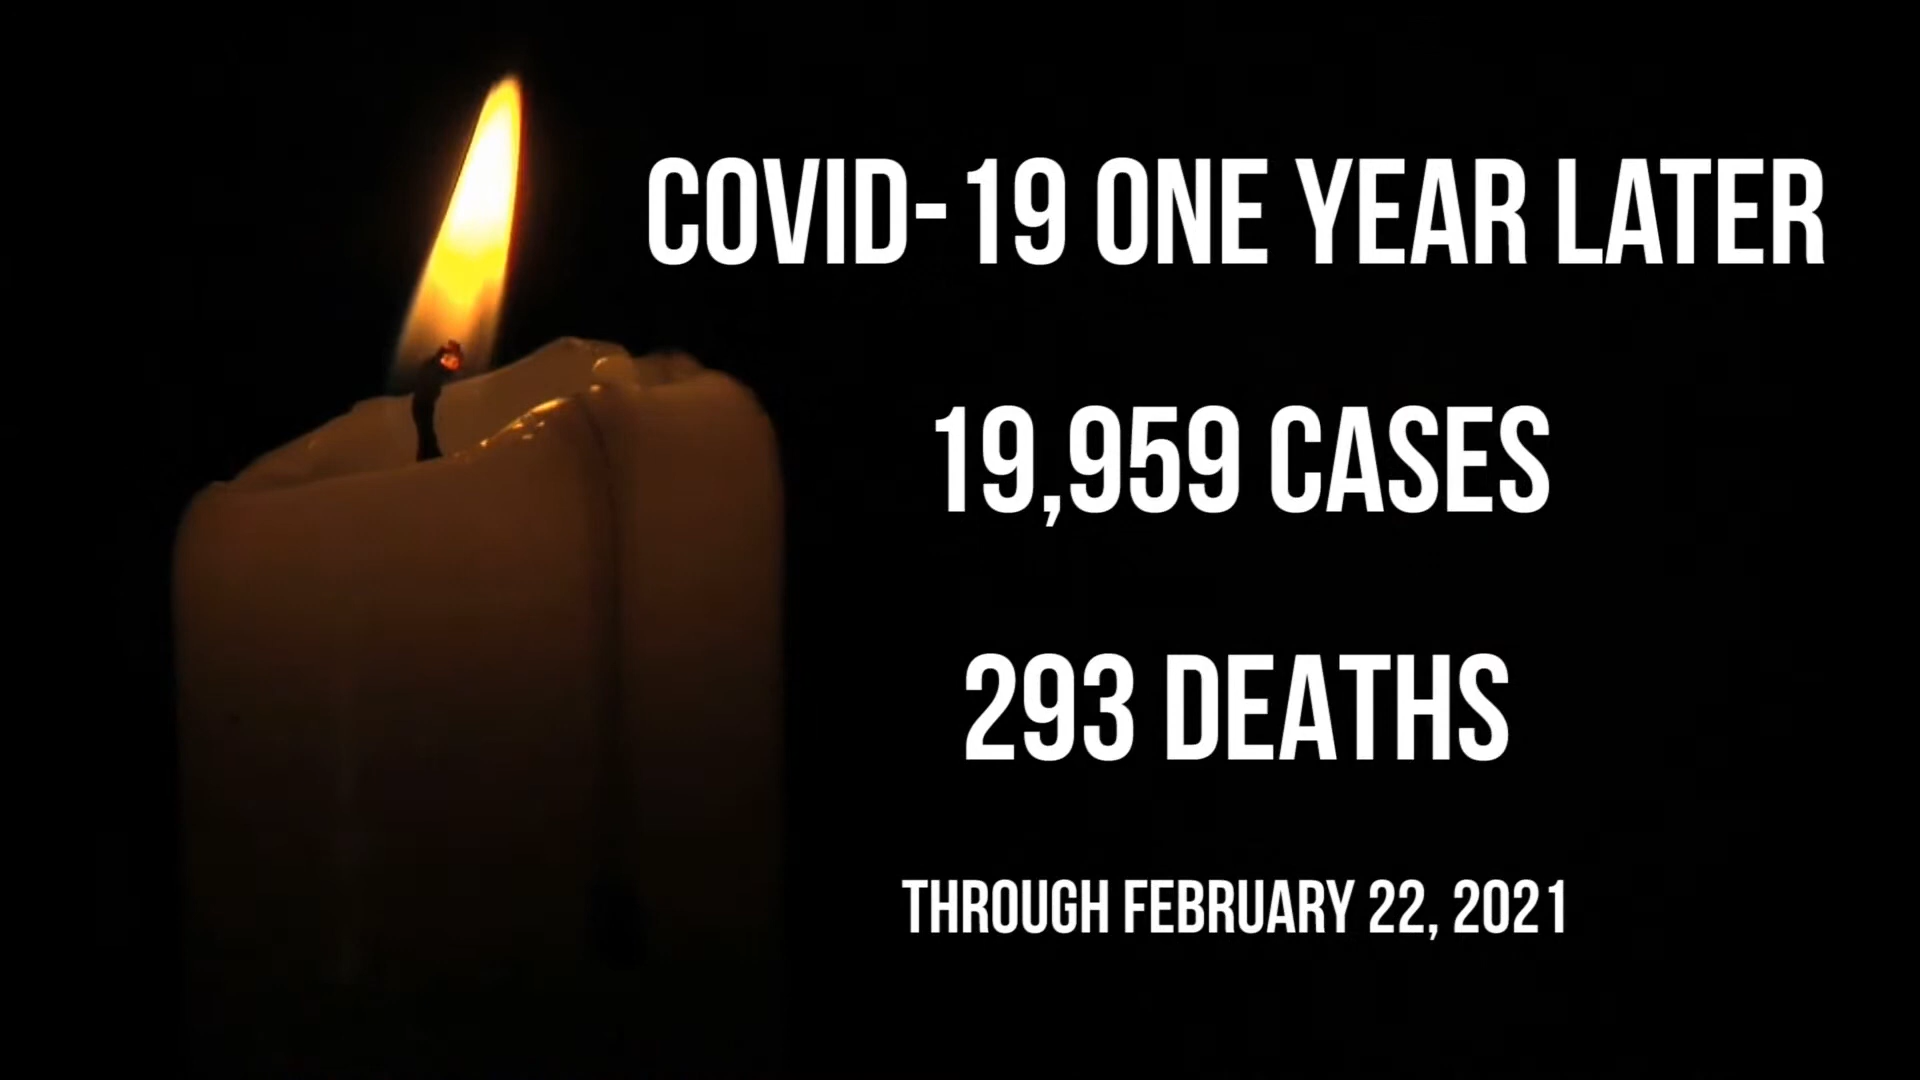 COVID-19 ONE YEAR LATER
19,959 CASES
293 DEATHS
THROUGH FEBRUARY 22, 2021